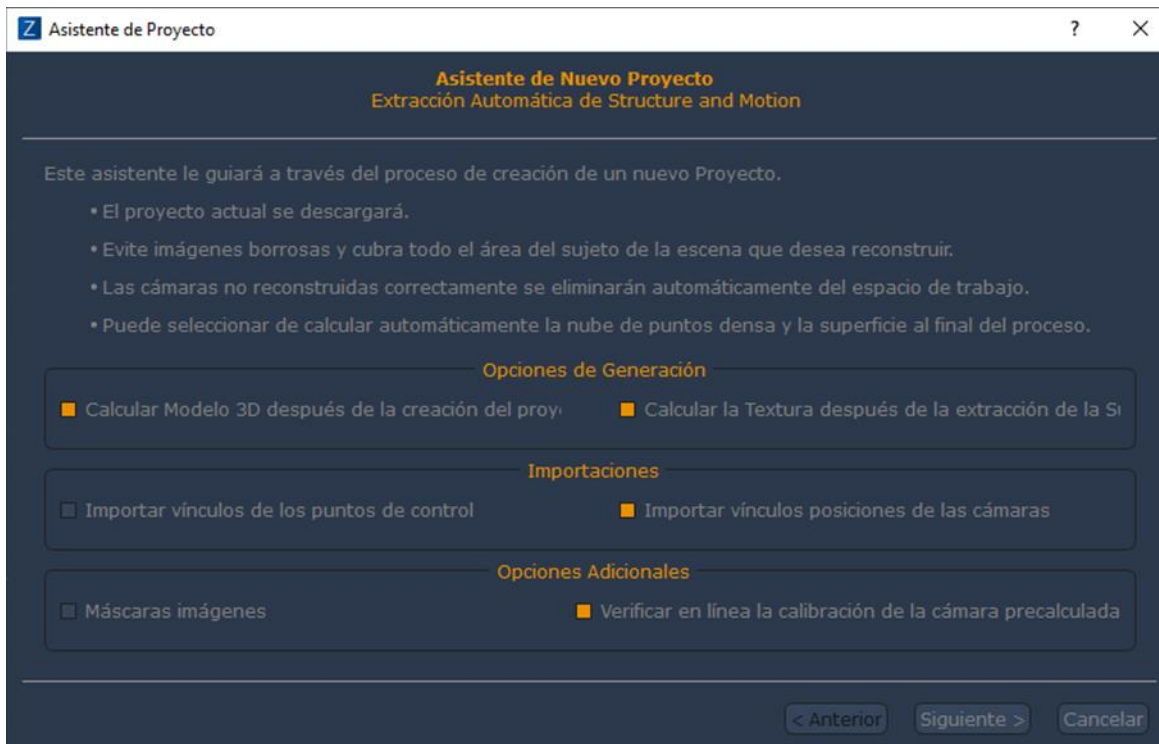 Z Asistente de Proyecto ? ×
Asistente de Nuevo Proyecto
Extracción Automática de Structure and Motion
Este asistente le guiará a través del proceso de creación de un nuevo Proyecto.
• El proyecto actual se descargará.
• Evite imágenes borrosas y cubra todo el área del sujeto de la escena que desea reconstruir.
• Las cámaras no reconstruidas correctamente se eliminarán automáticamente del espacio de trabajo.
• Puede seleccionar de calcular automáticamente la nube de puntos densa y la superficie al final del proceso.
Opciones de Generación
Calcular Modelo 3D después de la creación del proy Calcular la Textura después de la extracción de la Su
Importaciones
Importar vínculos de los puntos de control Importar vínculos posiciones de las cámaras
Opciones Adicionales
Máscaras imágenes Verificar en línea la calibración de la cámara precalculada
< Anterior Siguiente > Cancelar